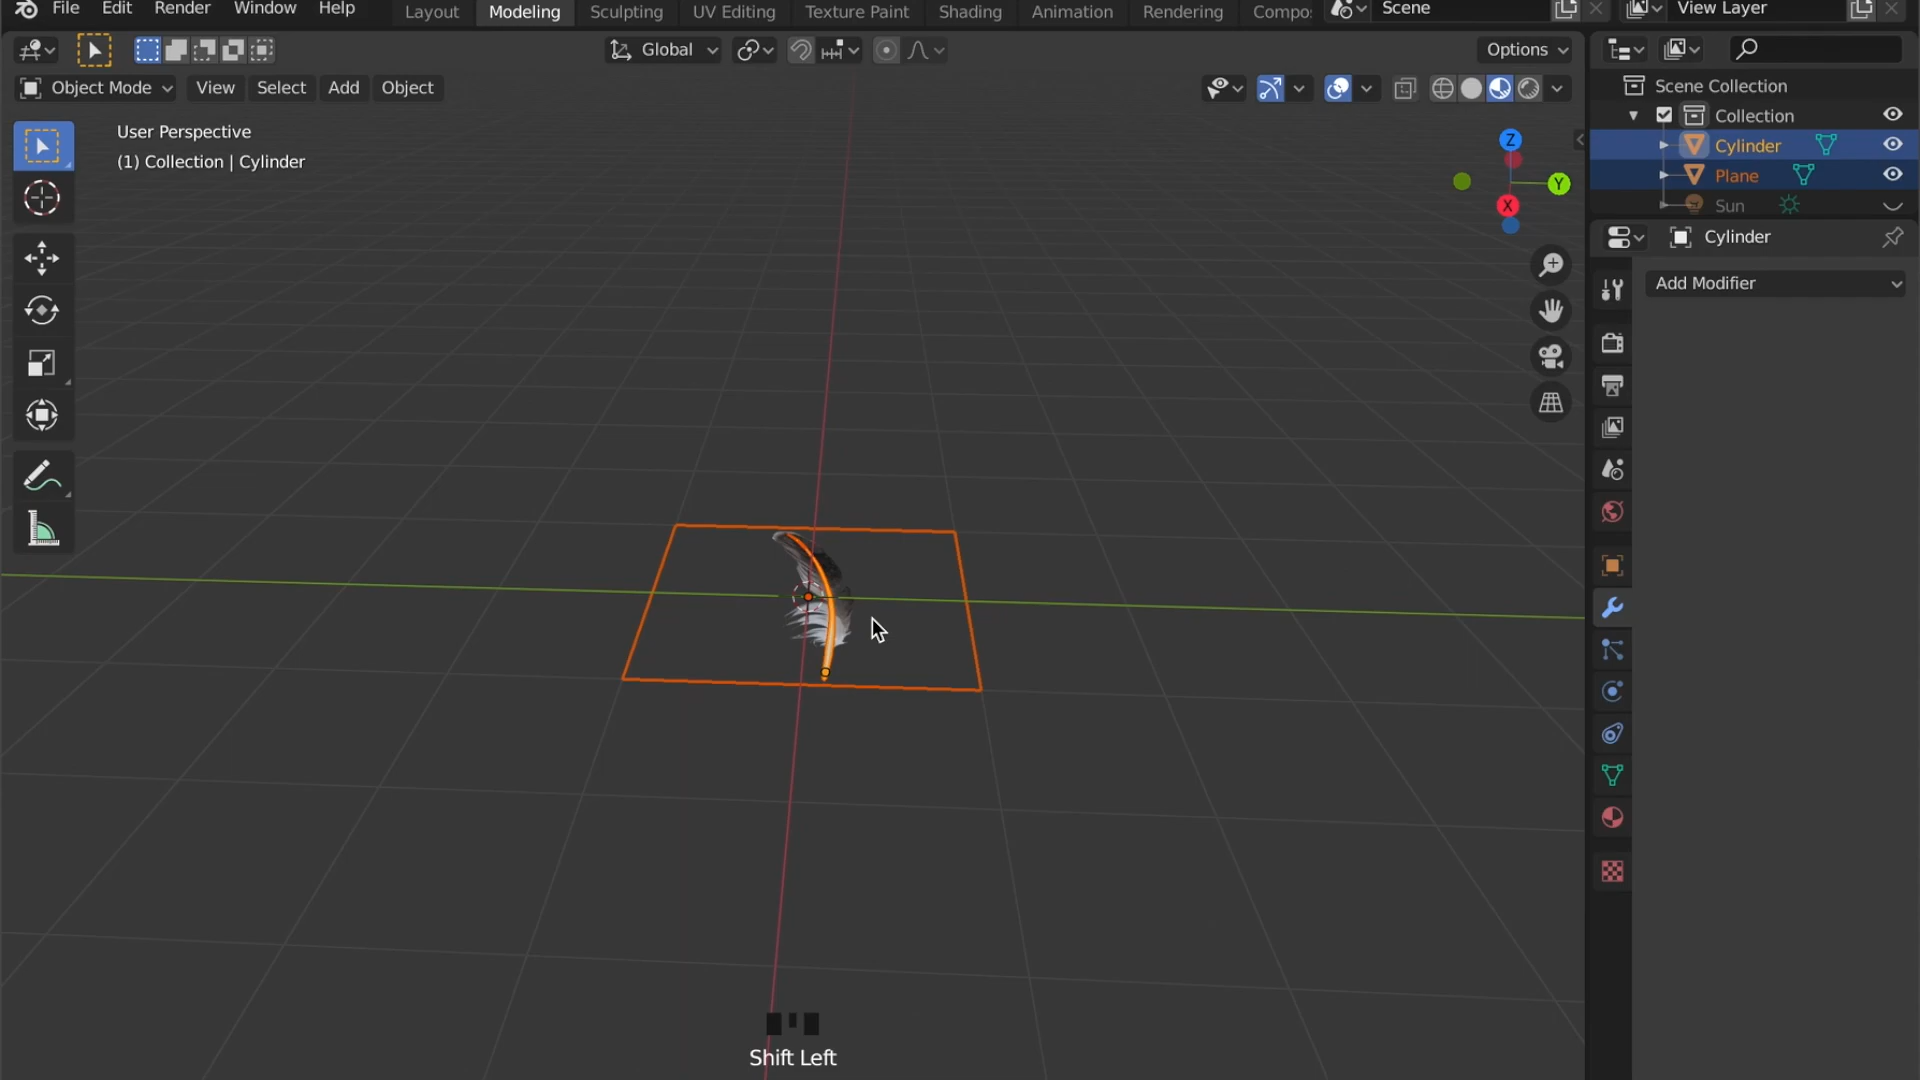 File Edit Render Window Help Layout Modeling Sculpting UV Editing Texture Paint Shading Animation Rendering Compo Scene View Layer
Global Options
Object Mode View Select Add Object
User Perspective
(1) Collection | Cylinder
Z
Y
X
Scene Collection
Collection
Cylinder
Plane
Sun
Cylinder
Add Modifier
Shift Left